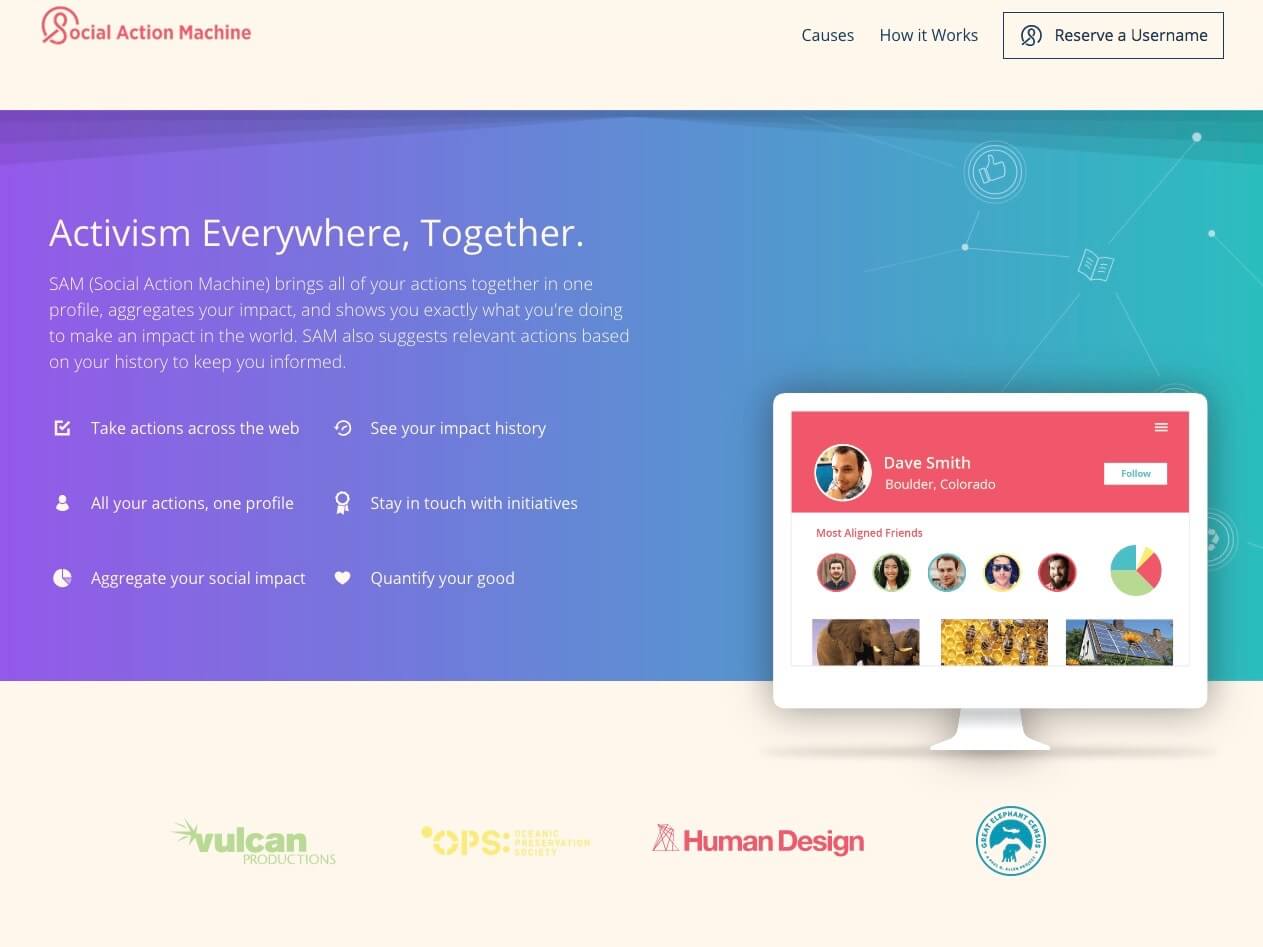 Social Action Machine
Causes
How it Works
Reserve a Username
Activism Everywhere, Together.
SAM (Social Action Machine) brings all of your actions together in one
profile, aggregates your impact, and shows you exactly what you're doing
to make an impact in the world. SAM also suggests relevant actions based
on your history to keep you informed.
Take actions across the web
See your impact history
All your actions, one profile
Stay in touch with initiatives
Aggregate your social impact
Quantify your good
Dave Smith
Boulder, Colorado
Follow
Most Aligned Friends
vulcan
PRODUCTIONS
OPS:
OCEANIC
PRESERVATION
SOCIETY
Human Design
GREAT ELEPHANT CENSUS
A PAUL G. ALLEN PROJECT